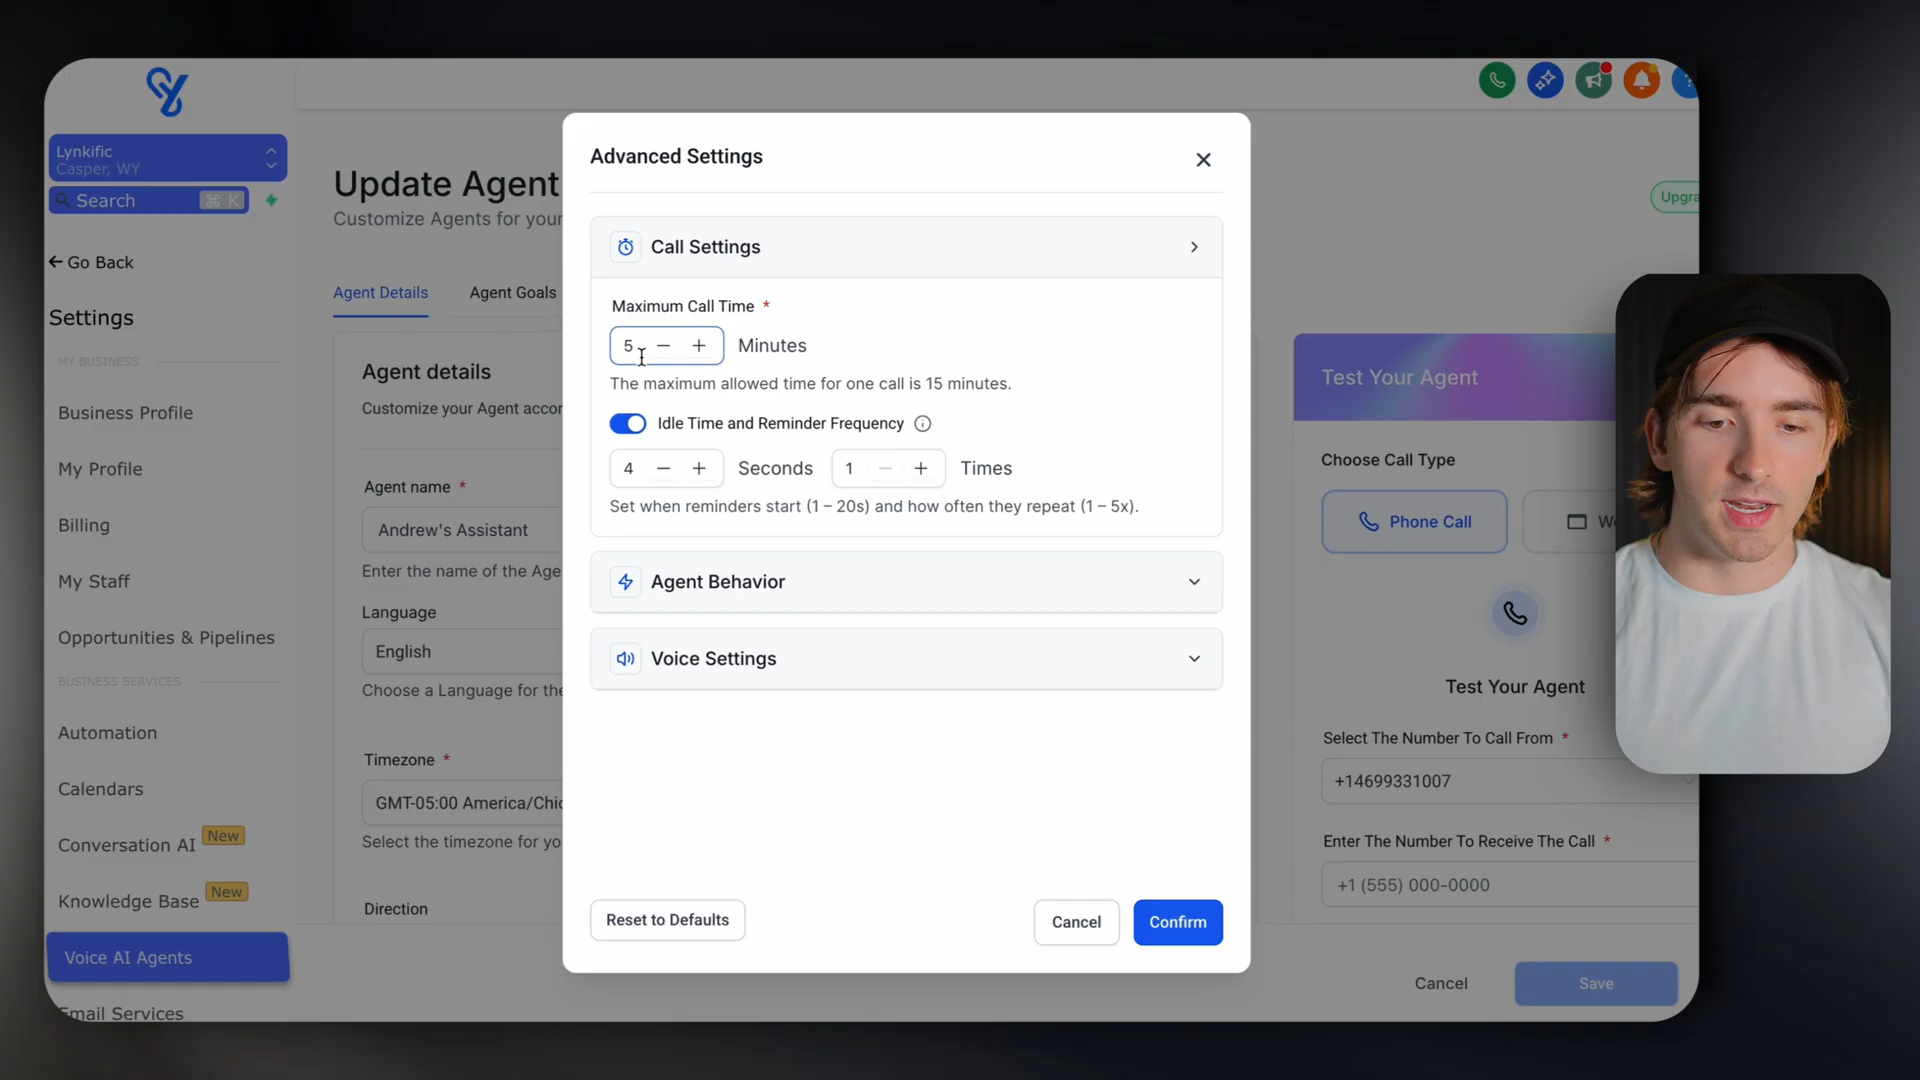 Lynkific
Casper, WY
Search
⌘ K
Go Back
Settings
MY BUSINESS
Business Profile
My Profile
Billing
My Staff
Opportunities & Pipelines
BUSINESS SERVICES
Automation
Calendars
Conversation AI
New
Knowledge Base
New
Voice AI Agents
Email Services
Update Agent
Customize Agents for your
Agent Details
Agent Goals
Agent details
Customize your Agent
Agent name *
Andrew's Assistant
Enter the name of the
Language
English
Choose a Language for
Timezone *
GMT-05:00
Select the timezone for
Direction
Advanced Settings
Call Settings
Maximum Call Time *
5 − + Minutes
The maximum allowed time for one call is 15 minutes.
Idle Time and Reminder Frequency
4 − + Seconds 1 − + Times
Set when reminders start (1 – 20s) and how often they repeat (1 – 5x).
Agent Behavior
Voice Settings
Reset to Defaults
Cancel
Confirm
Test Your Agent
Choose Call Type
Phone Call
Test Your Agent
Select The Number To Call From *
+14699331007
Enter The Number To Receive The Call *
+1 (555) 000-0000
Cancel
Save